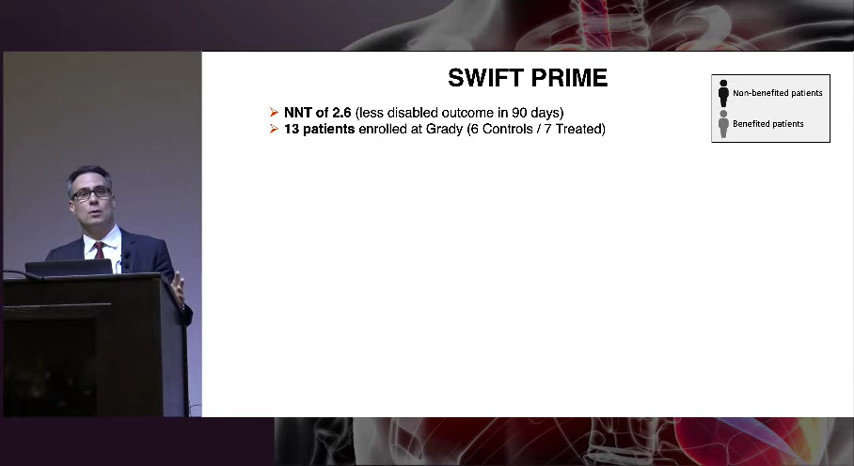 SWIFT PRIME
➢ NNT of 2.6 (less disabled outcome in 90 days)
➢ 13 patients enrolled at Grady (6 Controls / 7 Treated)
Non-benefited patients
Benefited patients